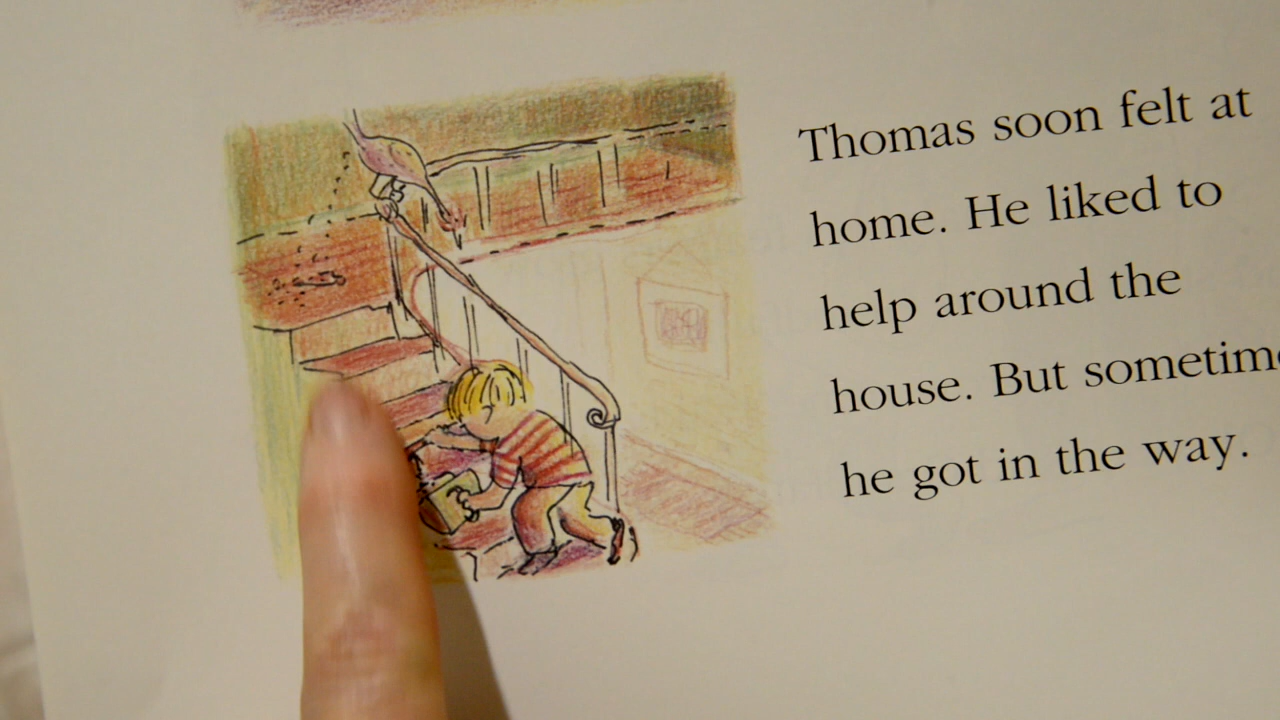 Thomas soon felt at
home. He liked to
help around the
house. But sometim
he got in the way.